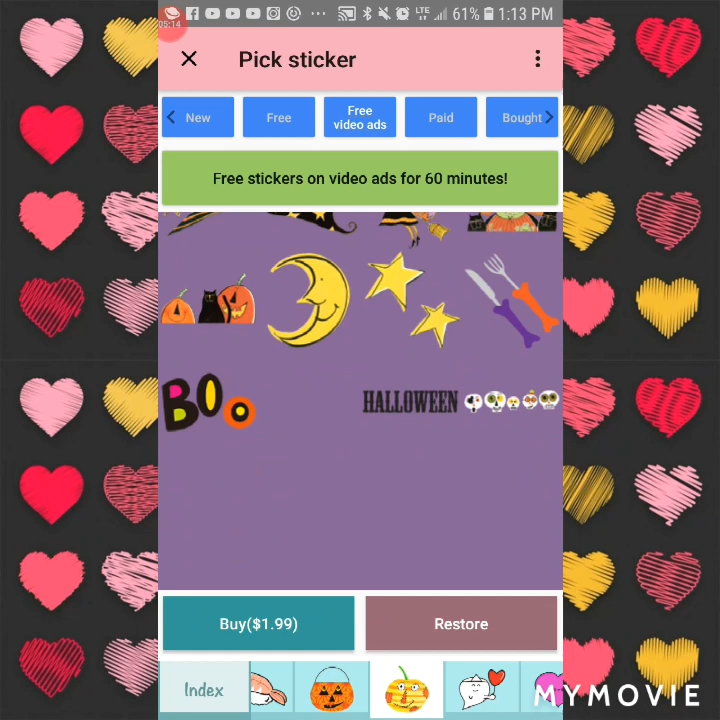 05:14
LTE 61% 1:13 PM
Pick sticker
New
Free
Free
video ads
Paid
Bought
Free stickers on video ads for 60 minutes!
BOO
HALLOWEEN
Buy($1.99)
Restore
Index
MYMOVIE